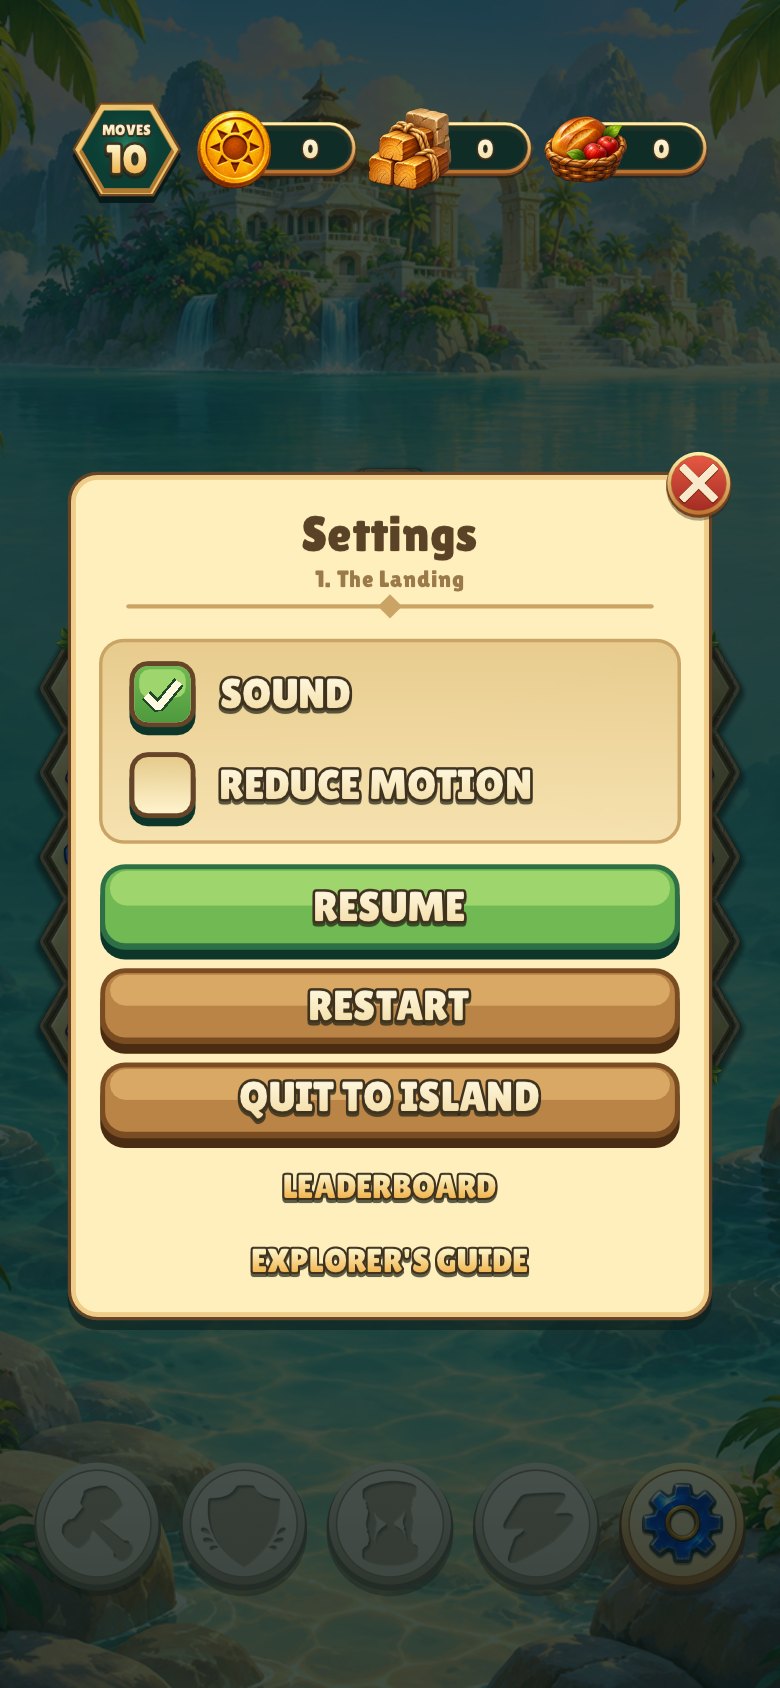 MOVES
10
0
0
0
Settings
1. The Landing
SOUND
REDUCE MOTION
RESUME
RESTART
QUIT TO ISLAND
LEADERBOARD
EXPLORER'S GUIDE